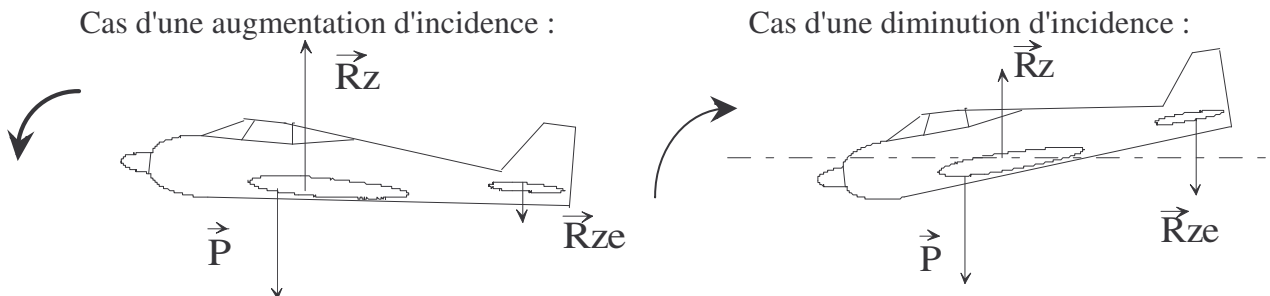 Cas d'une augmentation d'incidence :
Rz
P
Rze
Cas d'une diminution d'incidence :
Rz
P
Rze